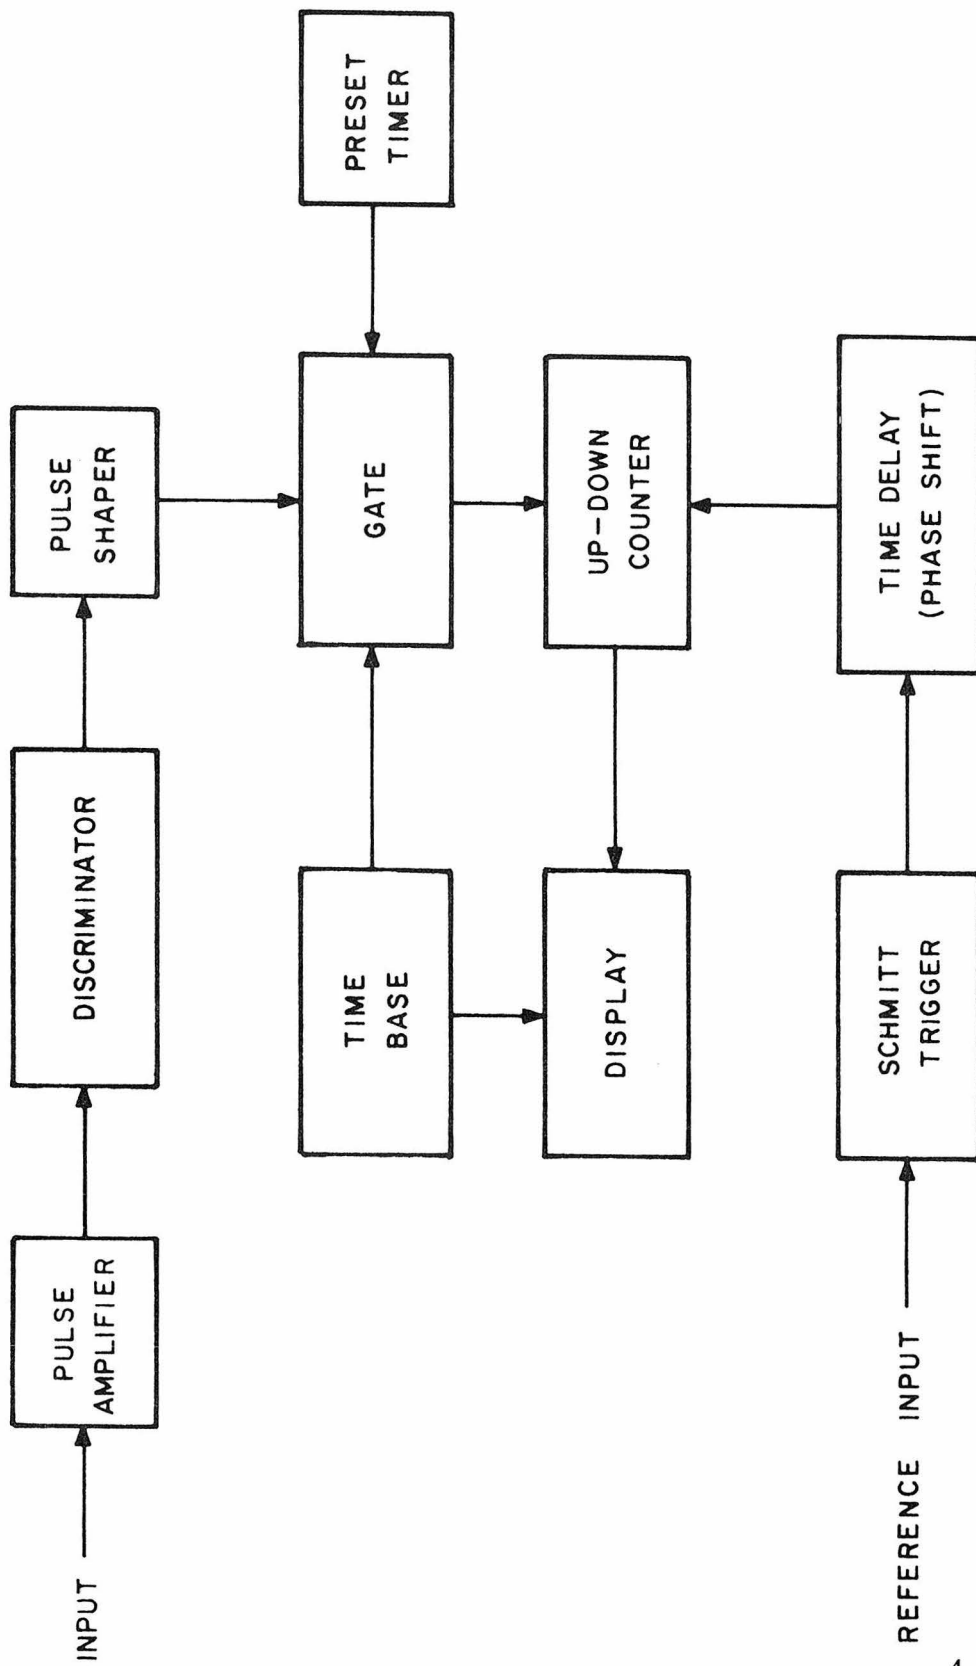 INPUT
PULSE
AMPLIFIER
DISCRIMINATOR
PULSE
SHAPER
TIME
BASE
GATE
PRESET
TIMER
DISPLAY
UP-DOWN
COUNTER
REFERENCE INPUT
SCHMITT
TRIGGER
TIME DELAY
(PHASE SHIFT)